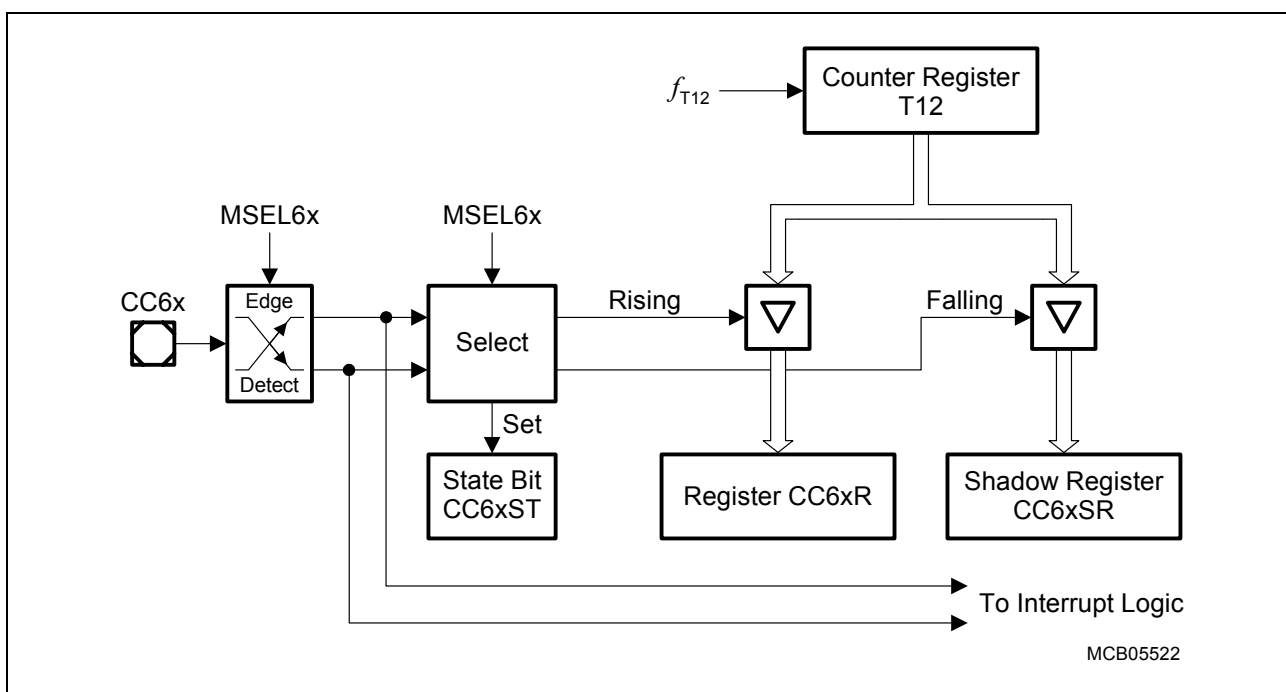 Counter Register
T12
fT12
MSEL6x
MSEL6x
CC6x
Edge
Detect
Select
Rising
Falling
Set
State Bit
CC6xST
Register CC6xR
Shadow Register
CC6xSR
To Interrupt Logic
MCB05522